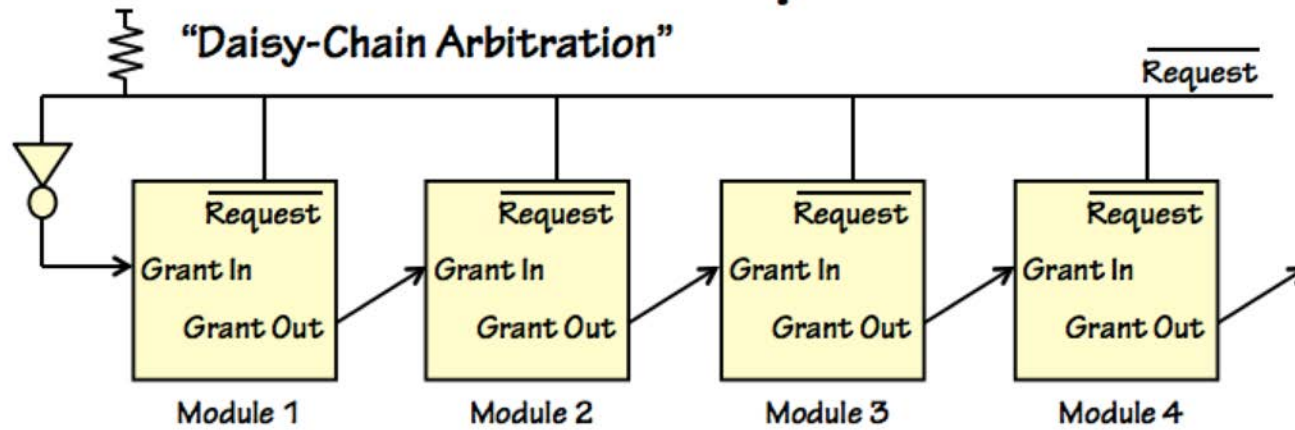 “Daisy-Chain Arbitration”
Request
Request
Request
Request
Request
Grant In
Grant In
Grant In
Grant In
Grant Out
Grant Out
Grant Out
Grant Out
Module 1
Module 2
Module 3
Module 4